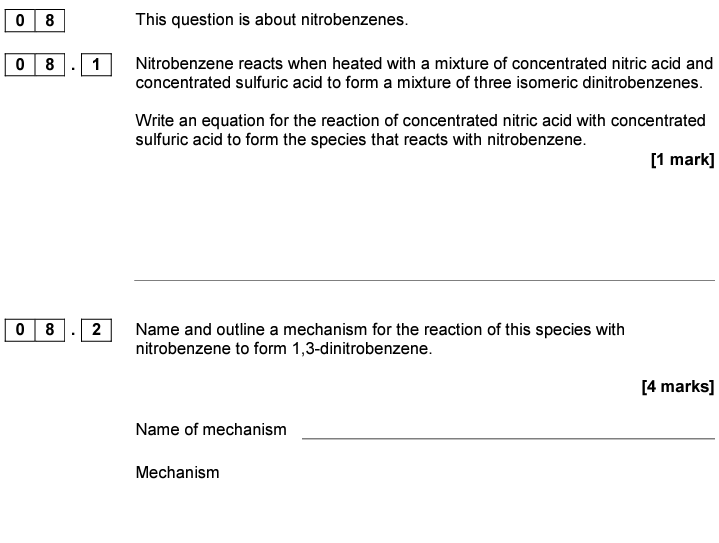 0 8 This question is about nitrobenzenes.
0 8 . 1 Nitrobenzene reacts when heated with a mixture of concentrated nitric acid and
concentrated sulfuric acid to form a mixture of three isomeric dinitrobenzenes.
Write an equation for the reaction of concentrated nitric acid with concentrated
sulfuric acid to form the species that reacts with nitrobenzene.
[1 mark]
0 8 . 2 Name and outline a mechanism for the reaction of this species with
nitrobenzene to form 1,3-dinitrobenzene.
[4 marks]
Name of mechanism
Mechanism